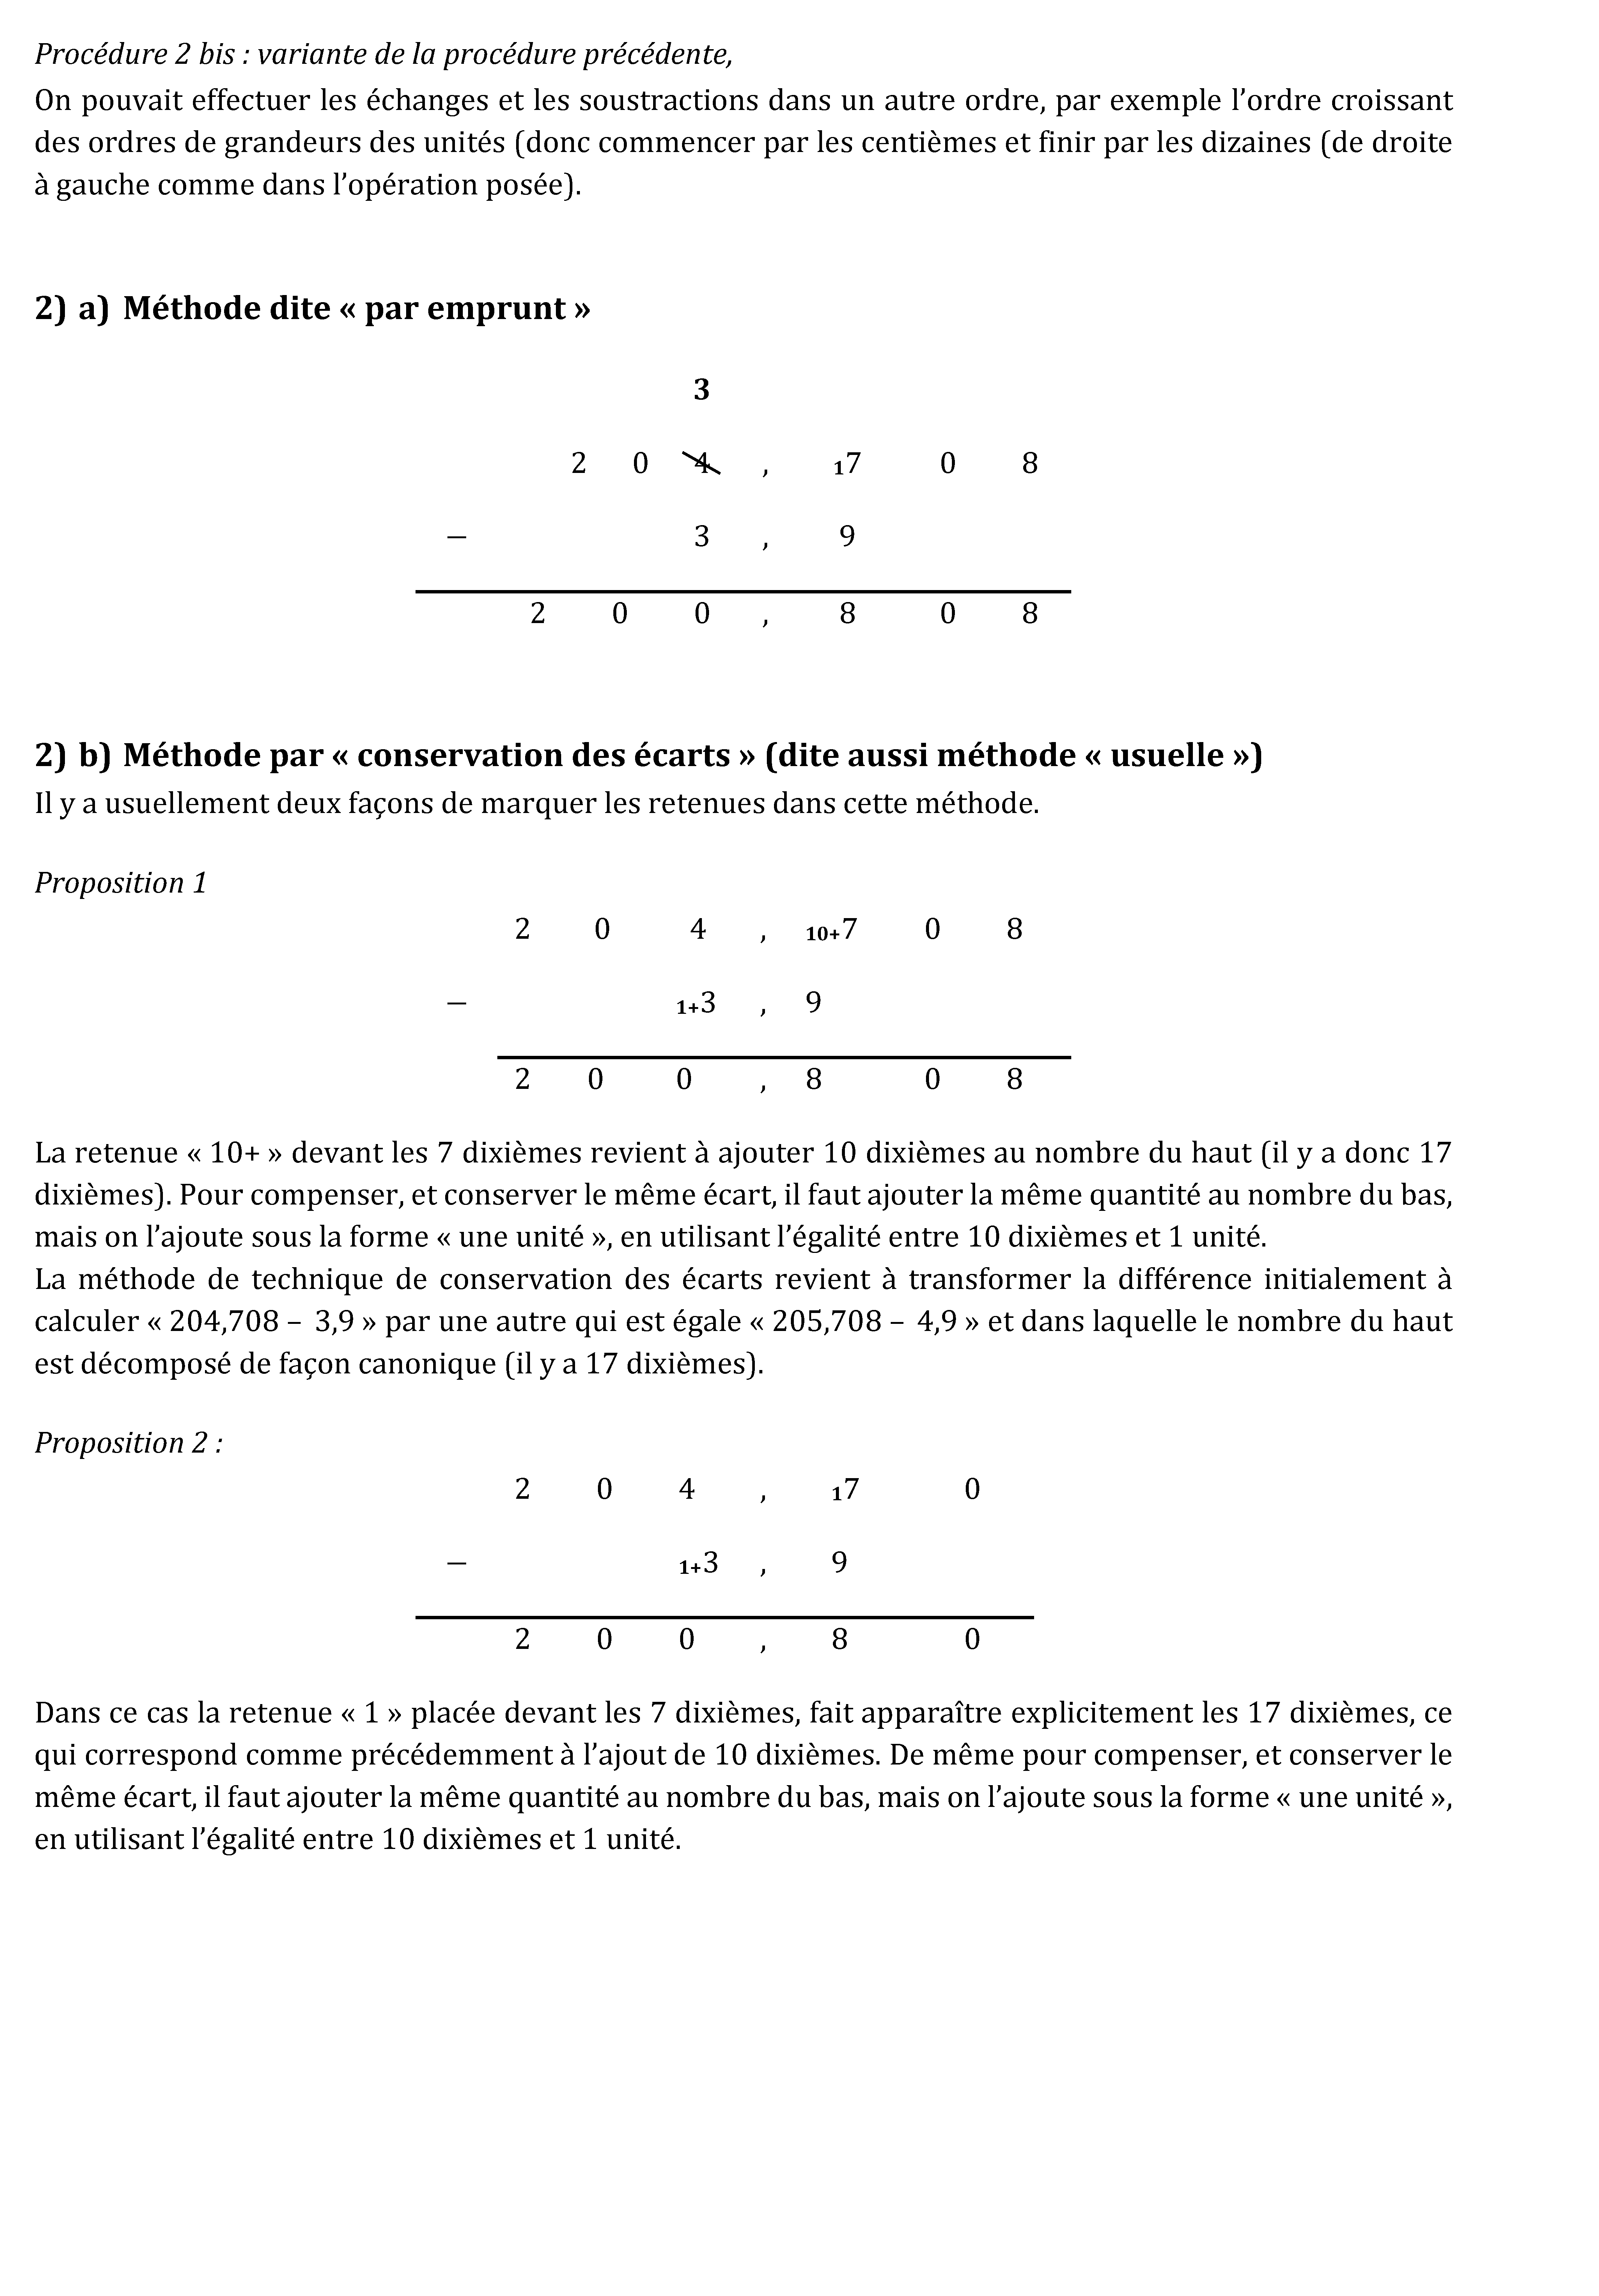 Procédure 2 bis : variante de la procédure précédente,
On pouvait effectuer les échanges et les soustractions dans un autre ordre, par exemple l’ordre croissant
des ordres de grandeurs des unités (donc commencer par les centièmes et finir par les dizaines (de droite
à gauche comme dans l’opération posée).
2) a) Méthode dite « par emprunt »
3
2 0 4 , 17 0 8
− 3 , 9
2 0 0 , 8 0 8
2) b) Méthode par « conservation des écarts » (dite aussi méthode « usuelle »)
Il y a usuellement deux façons de marquer les retenues dans cette méthode.
Proposition 1
2 0 4 , 10+7 0 8
− 1+3 , 9
2 0 0 , 8 0 8
La retenue « 10+ » devant les 7 dixièmes revient à ajouter 10 dixièmes au nombre du haut (il y a donc 17
dixièmes). Pour compenser, et conserver le même écart, il faut ajouter la même quantité au nombre du bas,
mais on l’ajoute sous la forme « une unité », en utilisant l’égalité entre 10 dixièmes et 1 unité.
La méthode de technique de conservation des écarts revient à transformer la différence initialement à
calculer « 204,708 – 3,9 » par une autre qui est égale « 205,708 – 4,9 » et dans laquelle le nombre du haut
est décomposé de façon canonique (il y a 17 dixièmes).
Proposition 2 :
2 0 4 , 17 0
− 1+3 , 9
2 0 0 , 8 0
Dans ce cas la retenue « 1 » placée devant les 7 dixièmes, fait apparaître explicitement les 17 dixièmes, ce
qui correspond comme précédemment à l’ajout de 10 dixièmes. De même pour compenser, et conserver le
même écart, il faut ajouter la même quantité au nombre du bas, mais on l’ajoute sous la forme « une unité »,
en utilisant l’égalité entre 10 dixièmes et 1 unité.